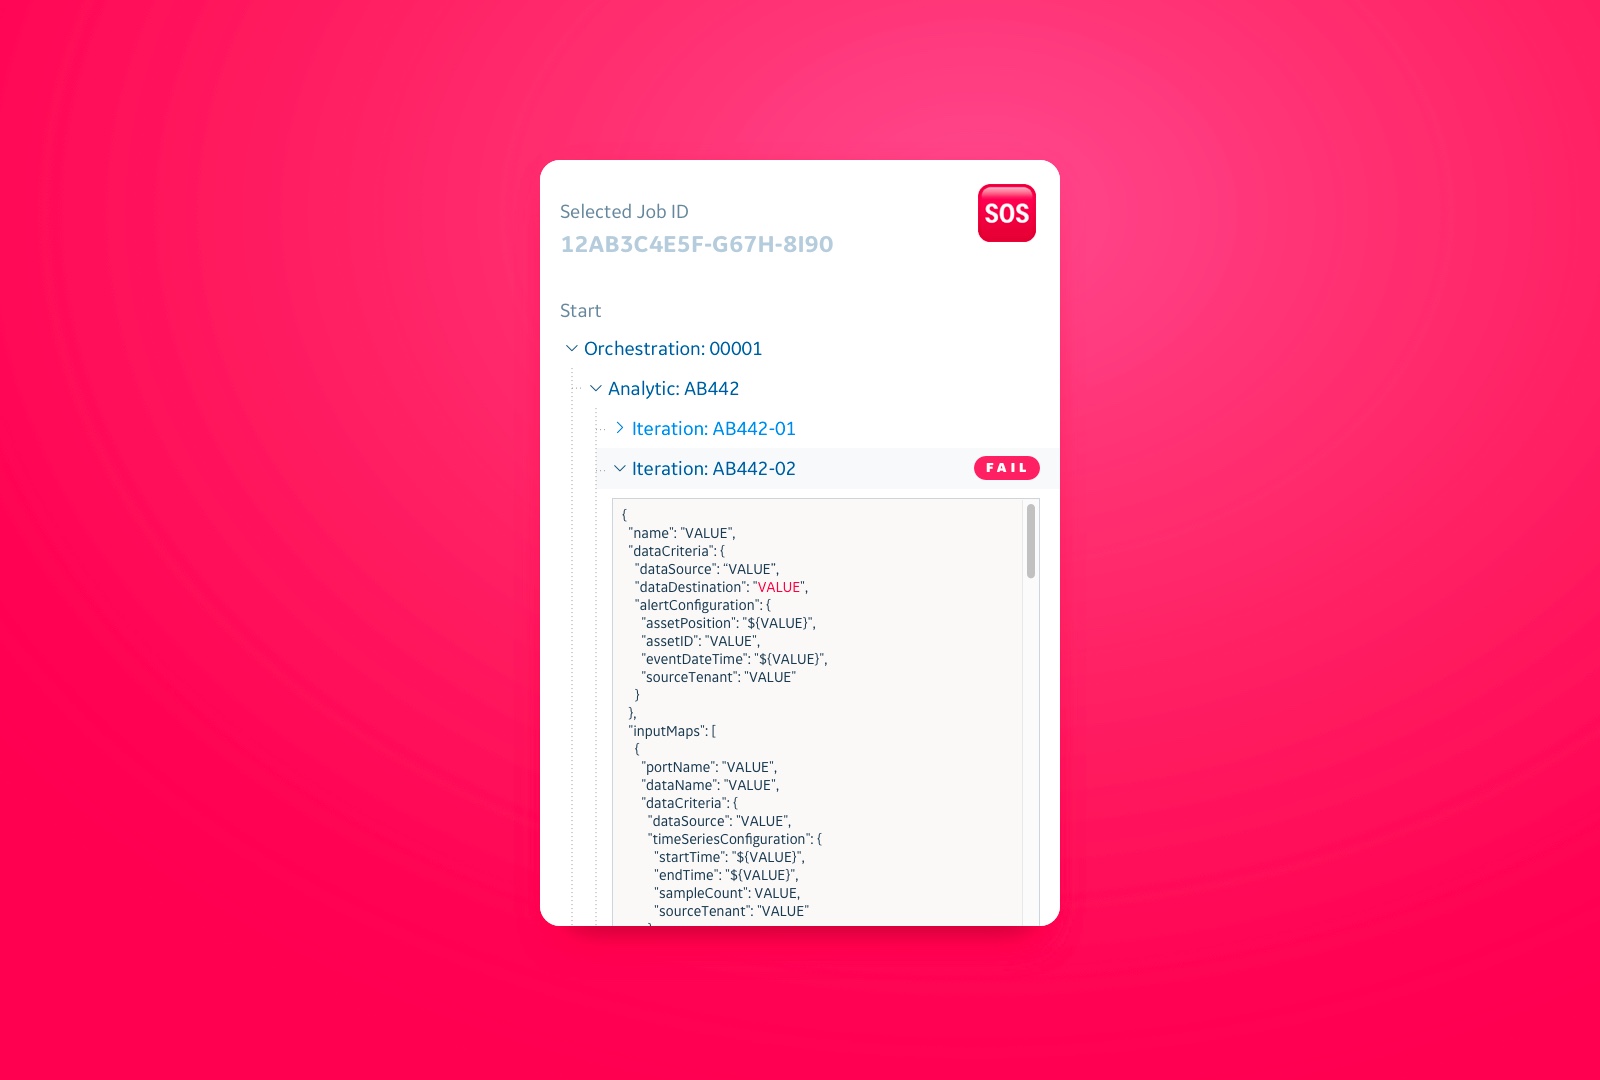 SOS
Selected Job ID
12AB3C4E5F-G67H-8I90
Start
Orchestration: 00001
Analytic: AB442
Iteration: AB442-01
Iteration: AB442-02
FAIL
{
"name": "VALUE",
"dataCriteria": {
"dataSource": "VALUE",
"dataDestination": "VALUE",
"alertConfiguration": {
"assetPosition": "${VALUE}",
"assetID": "VALUE",
"eventDateTime": "${VALUE}",
"sourceTenant": "VALUE"
}
},
"inputMaps": [
{
"portName": "VALUE",
"dataName": "VALUE",
"dataCriteria": {
"dataSource": "VALUE",
"timeSeriesConfiguration": {
"startTime": "${VALUE}",
"endTime": "${VALUE}",
"sampleCount": VALUE,
"sourceTenant": "VALUE"
}